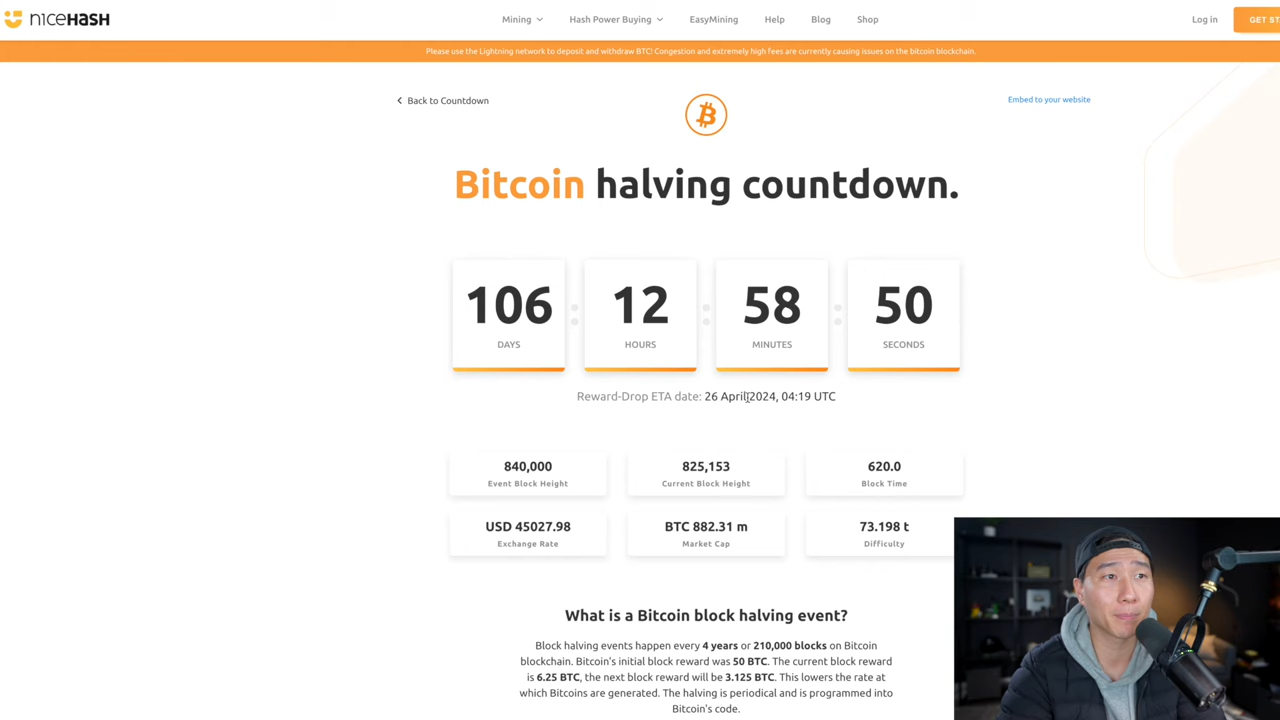 nıceHASH
Mining
Hash Power Buying
EasyMining
Help
Blog
Shop
Log in
GET
Please use the Lightning network to deposit and withdraw BTC! Congestion and extremely high fees are currently causing issues on the bitcoin blockchain.
Back to Countdown
Embed to your website
Bitcoin halving countdown.
106 : 12 : 58 : 50
DAYS HOURS MINUTES SECONDS
Reward-Drop ETA date: 26 April 2024, 04:19 UTC
840,000
Event Block Height
825,153
Current Block Height
620.0
Block Time
USD 45027.98
Exchange Rate
BTC 882.31 m
Market Cap
73.198 t
Difficulty
What is a Bitcoin block halving event?
Block halving events happen every 4 years or 210,000 blocks on Bitcoin
blockchain. Bitcoin's initial block reward was 50 BTC. The current block reward
is 6.25 BTC, the next block reward will be 3.125 BTC. This lowers the rate at
which Bitcoins are generated. The halving is periodical and is programmed into
Bitcoin's code.